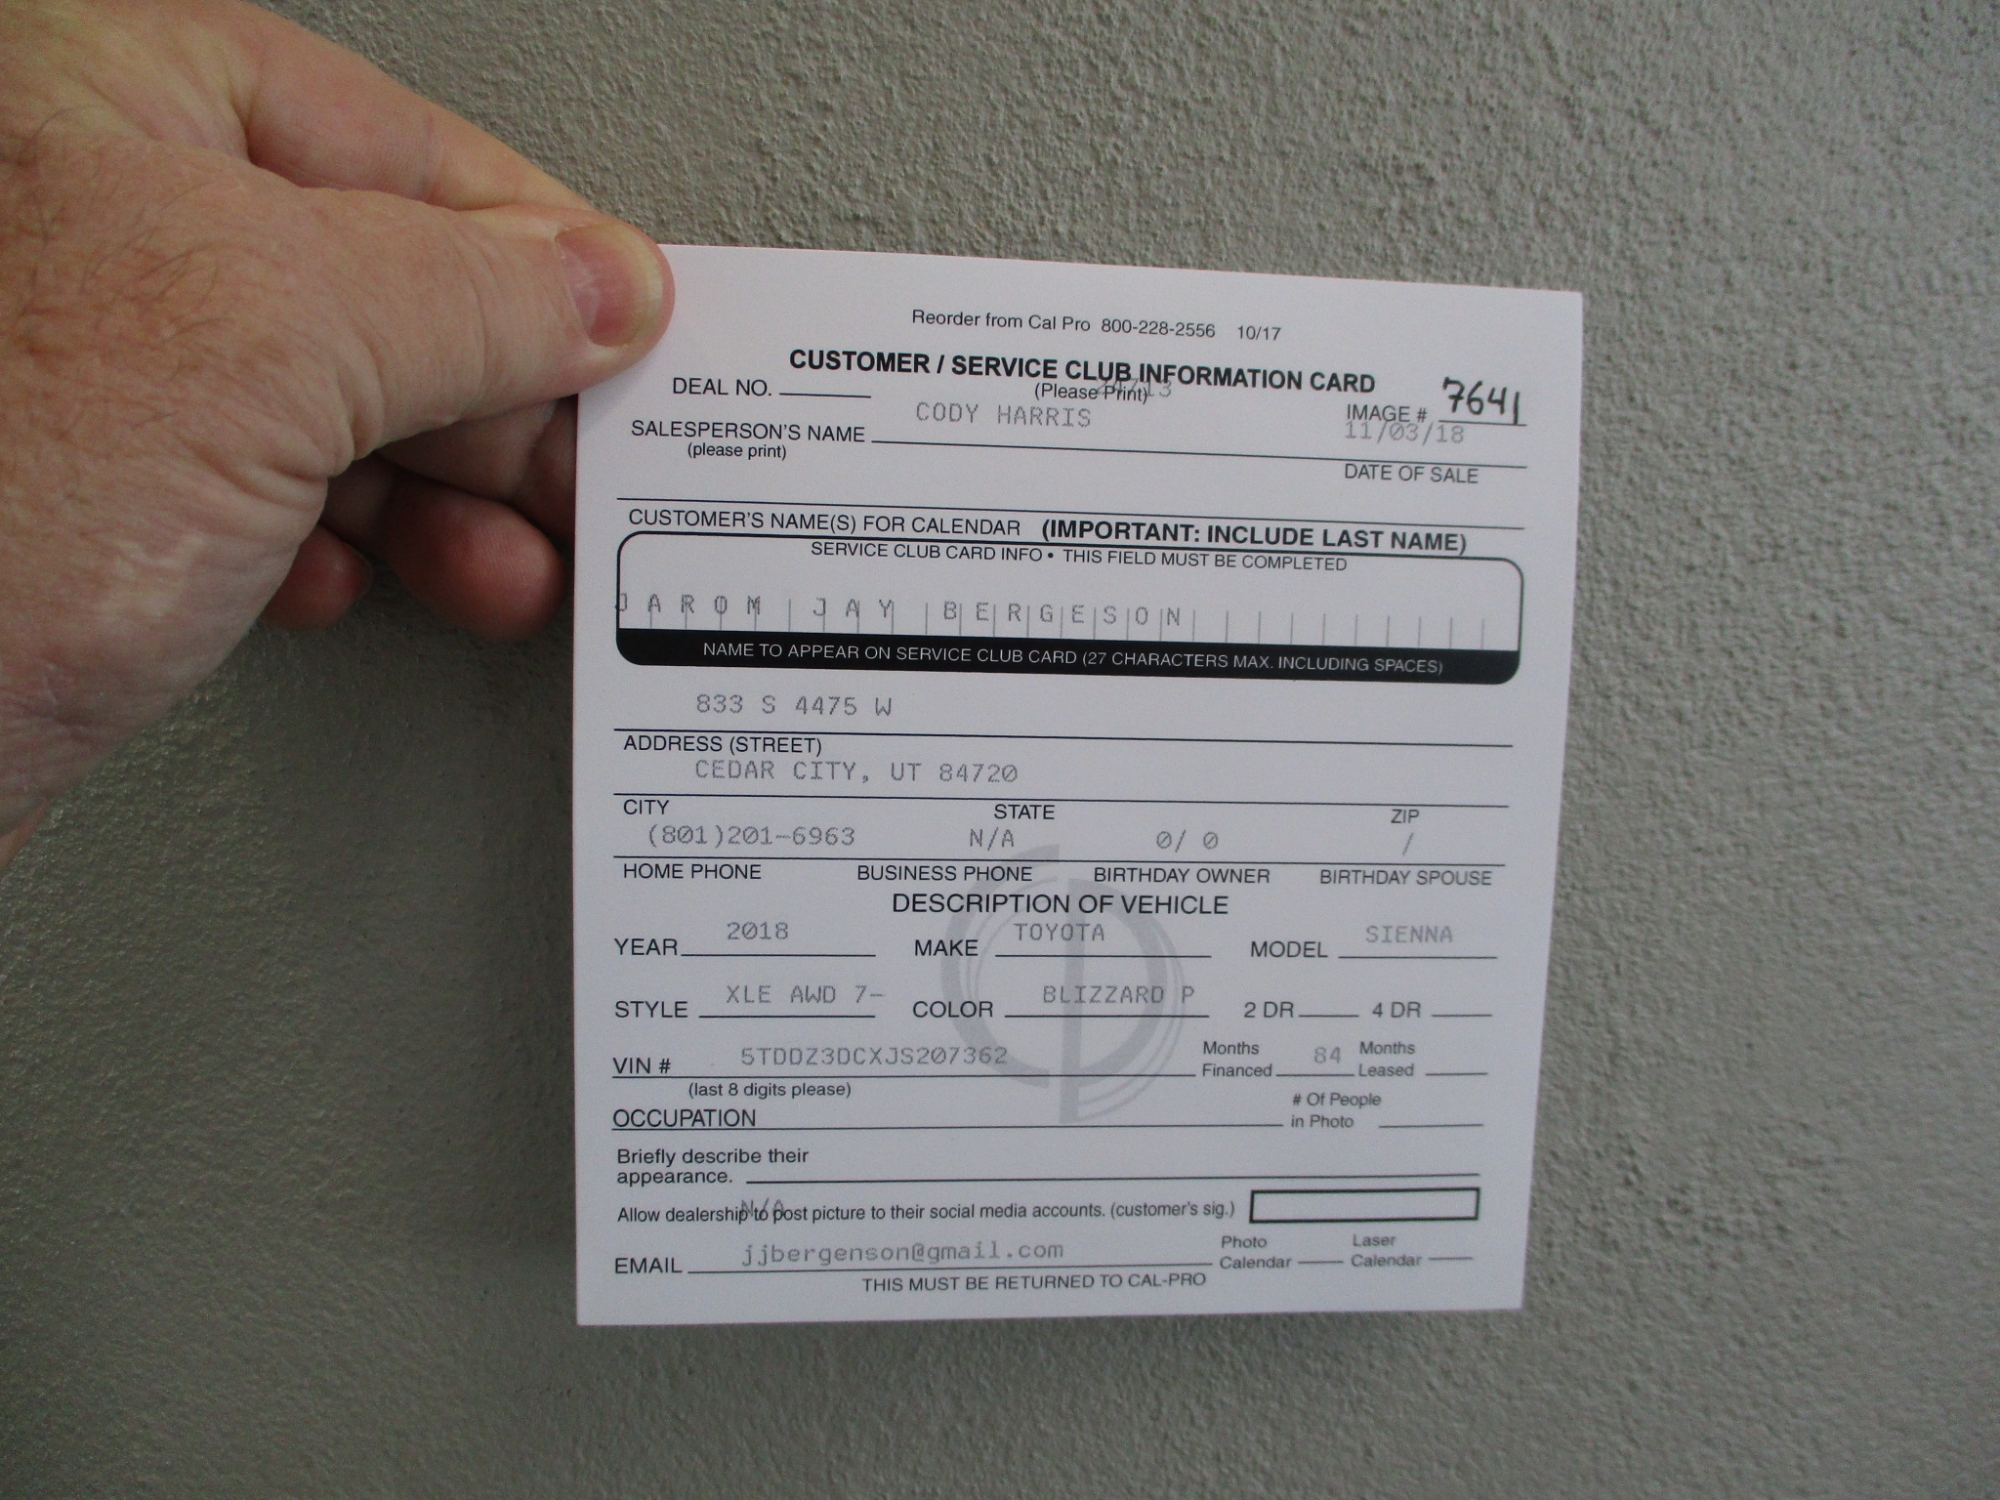 Reorder from Cal Pro 800-228-2556 10/17
CUSTOMER / SERVICE CLUB INFORMATION CARD
DEAL NO. (Please Print)
CODY HARRIS IMAGE # 7641
SALESPERSON'S NAME 11/03/18
(please print) DATE OF SALE
CUSTOMER'S NAME(S) FOR CALENDAR (IMPORTANT: INCLUDE LAST NAME)
SERVICE CLUB CARD INFO • THIS FIELD MUST BE COMPLETED
JAROM JAY BERGESON
NAME TO APPEAR ON SERVICE CLUB CARD (27 CHARACTERS MAX. INCLUDING SPACES)
833 S 4475 W
ADDRESS (STREET)
CEDAR CITY, UT 84720
CITY STATE ZIP
(801)201-6963 N/A 0/ 0 /
HOME PHONE BUSINESS PHONE BIRTHDAY OWNER BIRTHDAY SPOUSE
DESCRIPTION OF VEHICLE
YEAR 2018 MAKE TOYOTA MODEL SIENNA
STYLE XLE AWD 7- COLOR BLIZZARD P 2 DR 4 DR
VIN # 5TDDZ3DCXJS207362 Months Financed 84 Months Leased
(last 8 digits please)
OCCUPATION # Of People in Photo
Briefly describe their
appearance.
N/A
Allow dealership to post picture to their social media accounts. (customer's sig.)
EMAIL jjbergenson@gmail.com Photo Calendar Laser Calendar
THIS MUST BE RETURNED TO CAL-PRO